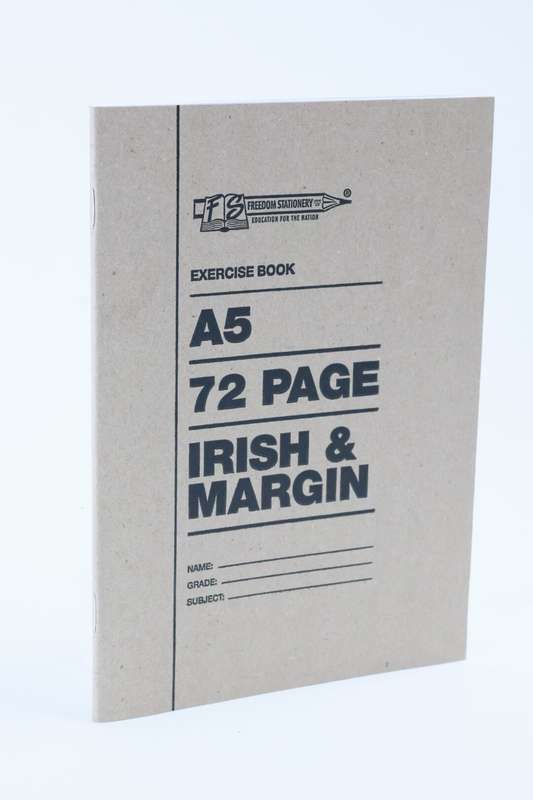 FS FREEDOM STATIONERY
EDUCATION FOR THE NATION
EXERCISE BOOK
A5
72 PAGE
IRISH &
MARGIN
NAME:
GRADE:
SUBJECT: